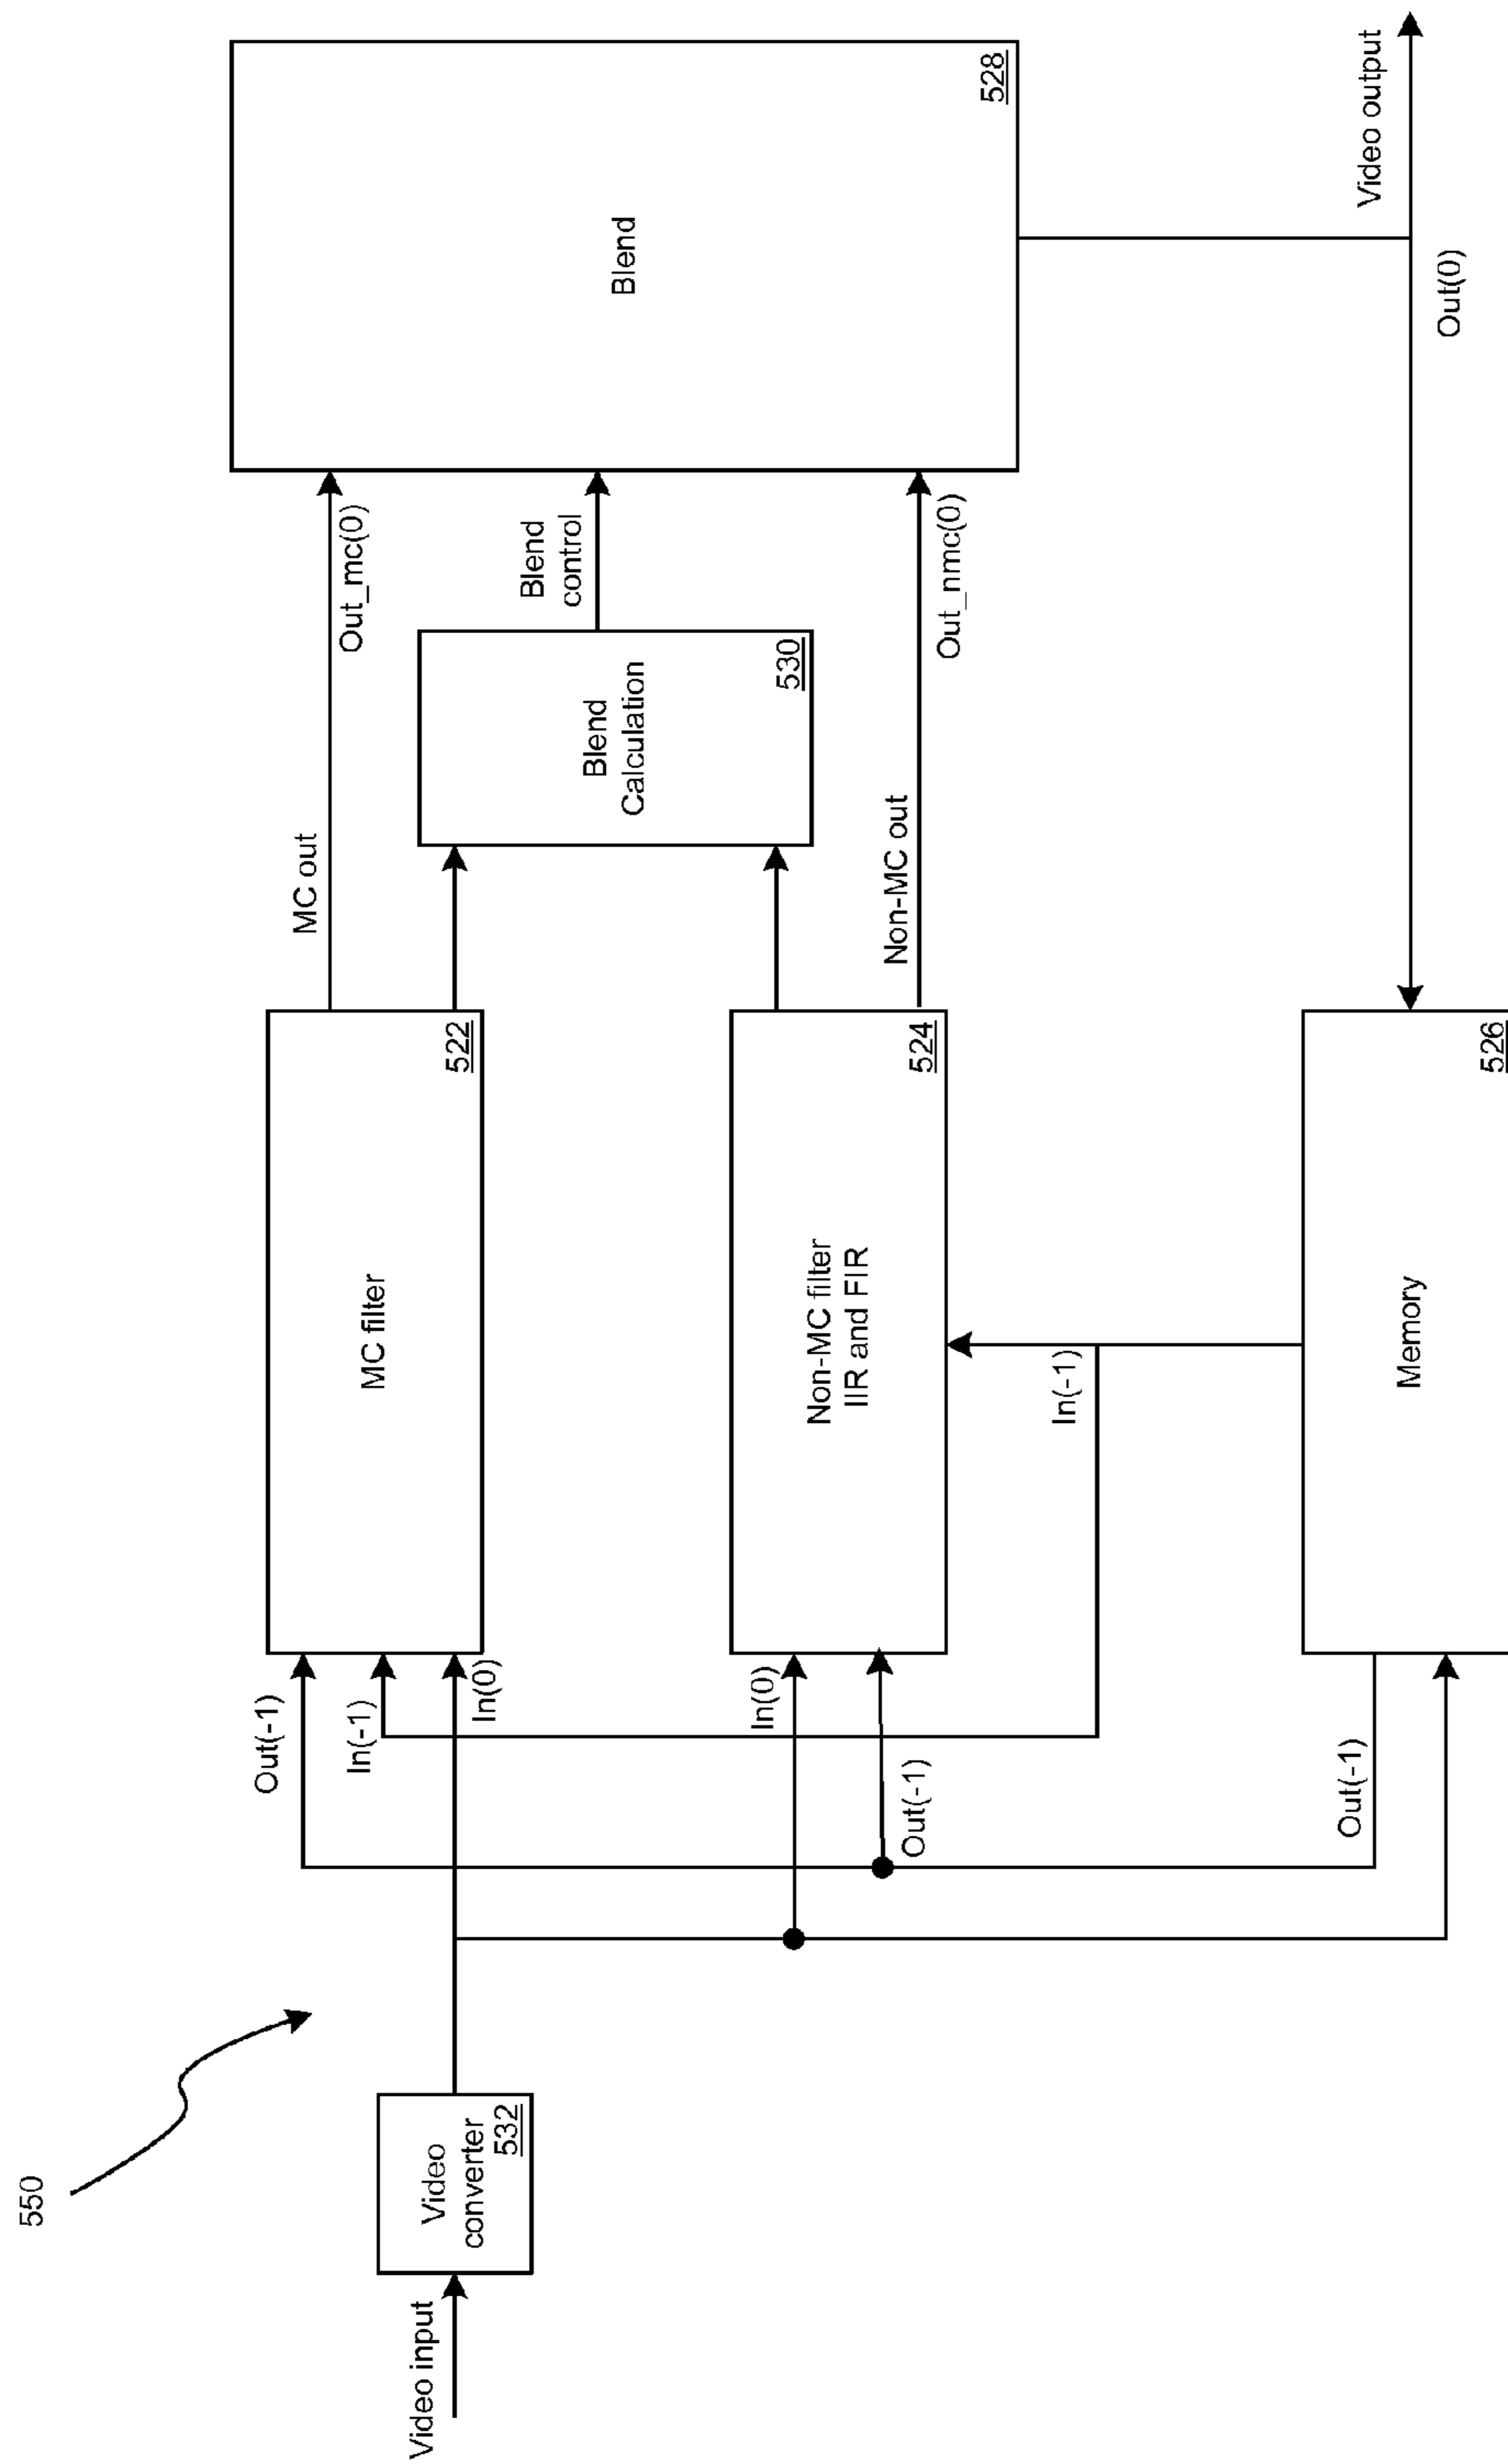 550
Video input
Video
converter
532
Out(-1)
In(-1)
In(0)
MC filter
522
MC out
Out_mc(0)
In(0)
Out(-1)
Non-MC filter
IIR and FIR
524
Non-MC out
Out_nmc(0)
Blend
Calculation
530
Blend
control
Blend
528
In(-1)
Out(-1)
Memory
526
Video output
Out(0)